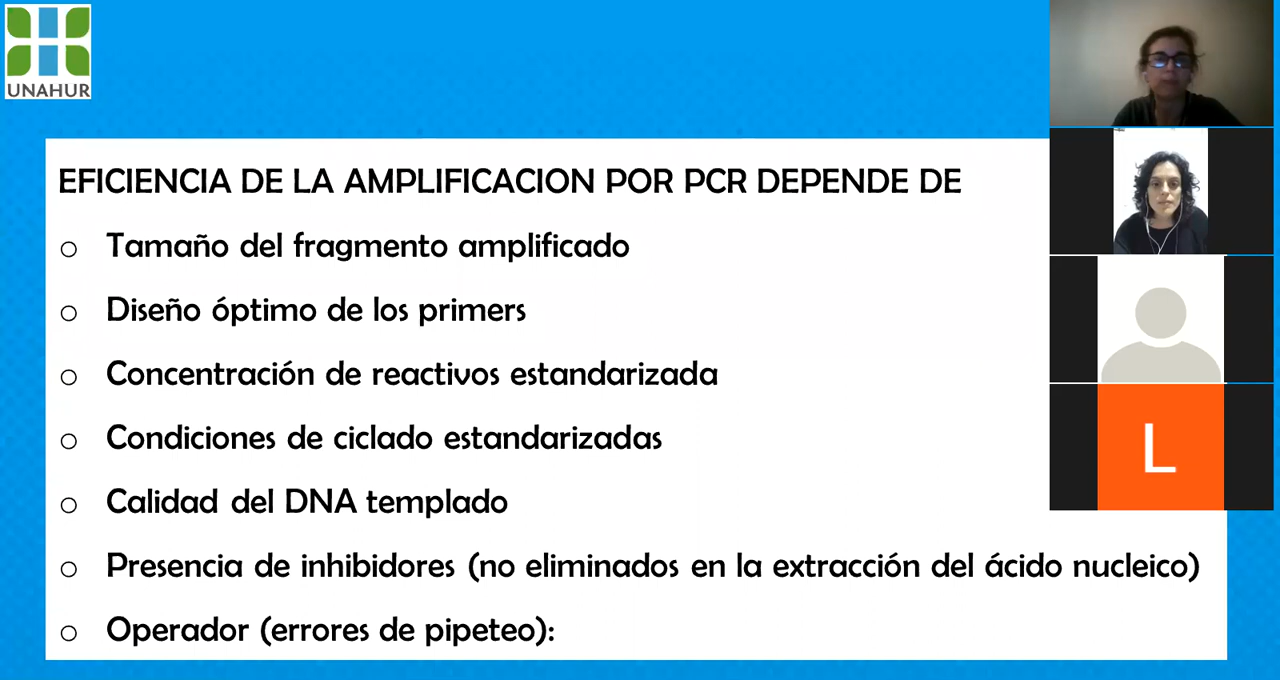 UNAHUR
EFICIENCIA DE LA AMPLIFICACION POR PCR DEPENDE DE
o Tamaño del fragmento amplificado
o Diseño óptimo de los primers
o Concentración de reactivos estandarizada
o Condiciones de ciclado estandarizadas
o Calidad del DNA templado
o Presencia de inhibidores (no eliminados en la extracción del ácido nucleico)
o Operador (errores de pipeteo):
L